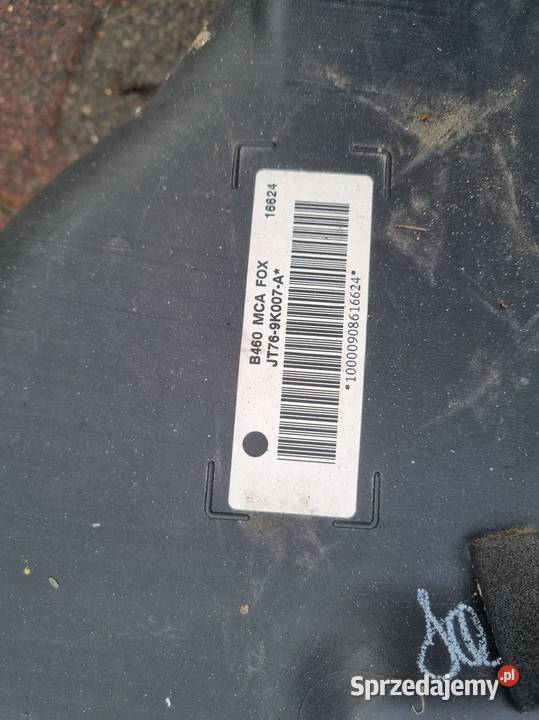 16624
B460 MCA FOX
JT76-9K007-A*
*10000908616624*
Sprzedajemy.pl